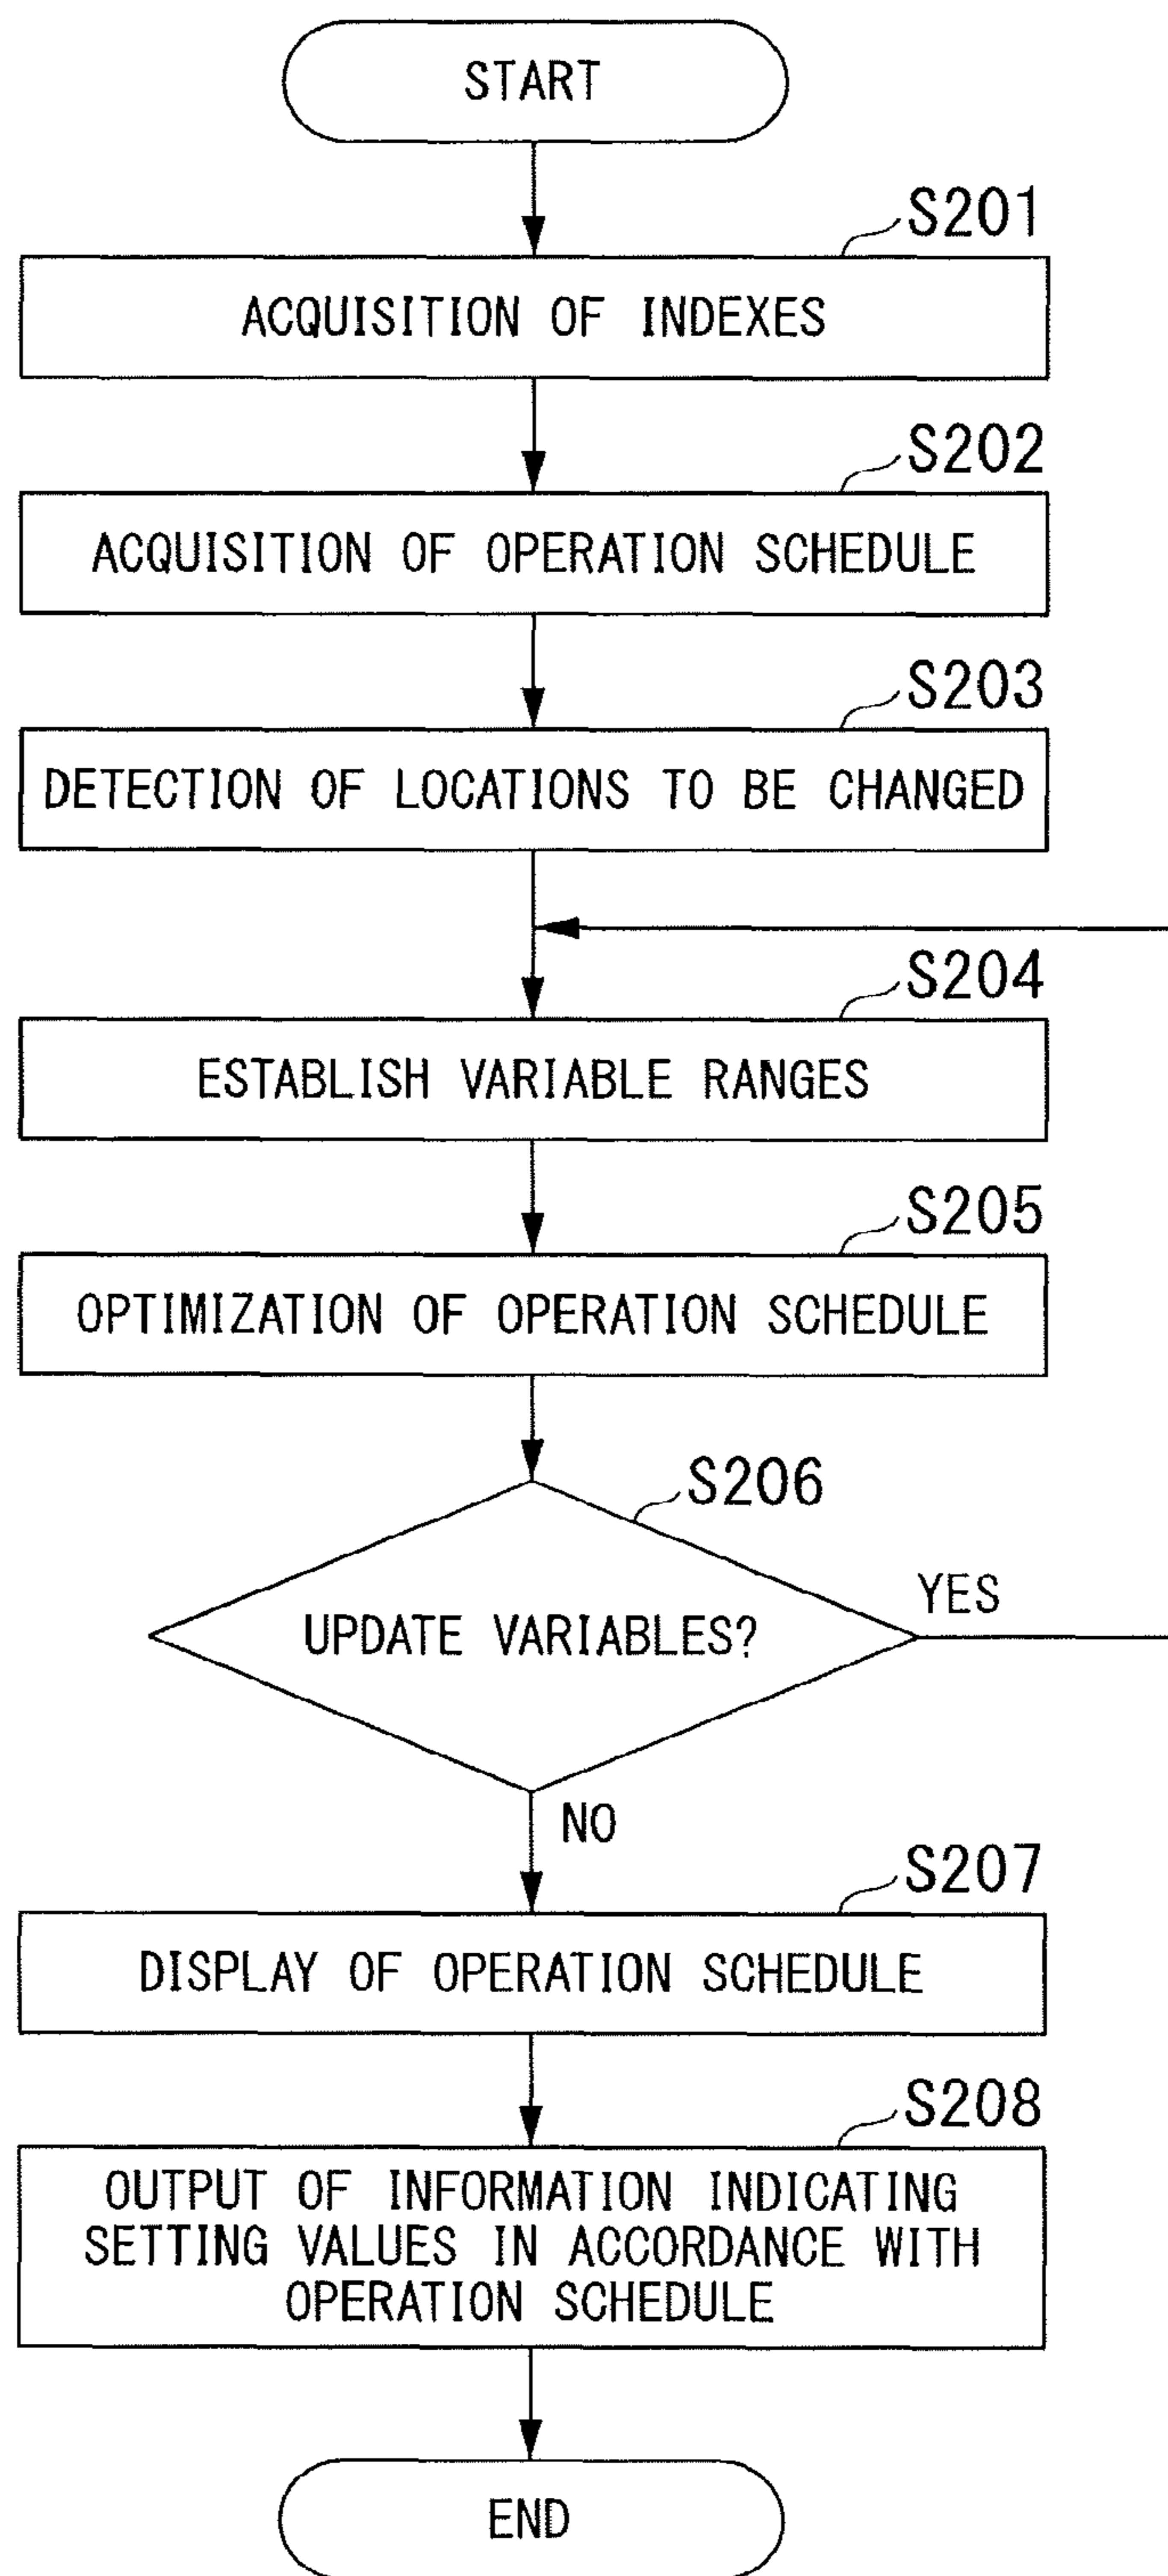 START
S201
ACQUISITION OF INDEXES
S202
ACQUISITION OF OPERATION SCHEDULE
S203
DETECTION OF LOCATIONS TO BE CHANGED
S204
ESTABLISH VARIABLE RANGES
S205
OPTIMIZATION OF OPERATION SCHEDULE
S206
UPDATE VARIABLES?
YES
NO
S207
DISPLAY OF OPERATION SCHEDULE
S208
OUTPUT OF INFORMATION INDICATING
SETTING VALUES IN ACCORDANCE WITH
OPERATION SCHEDULE
END